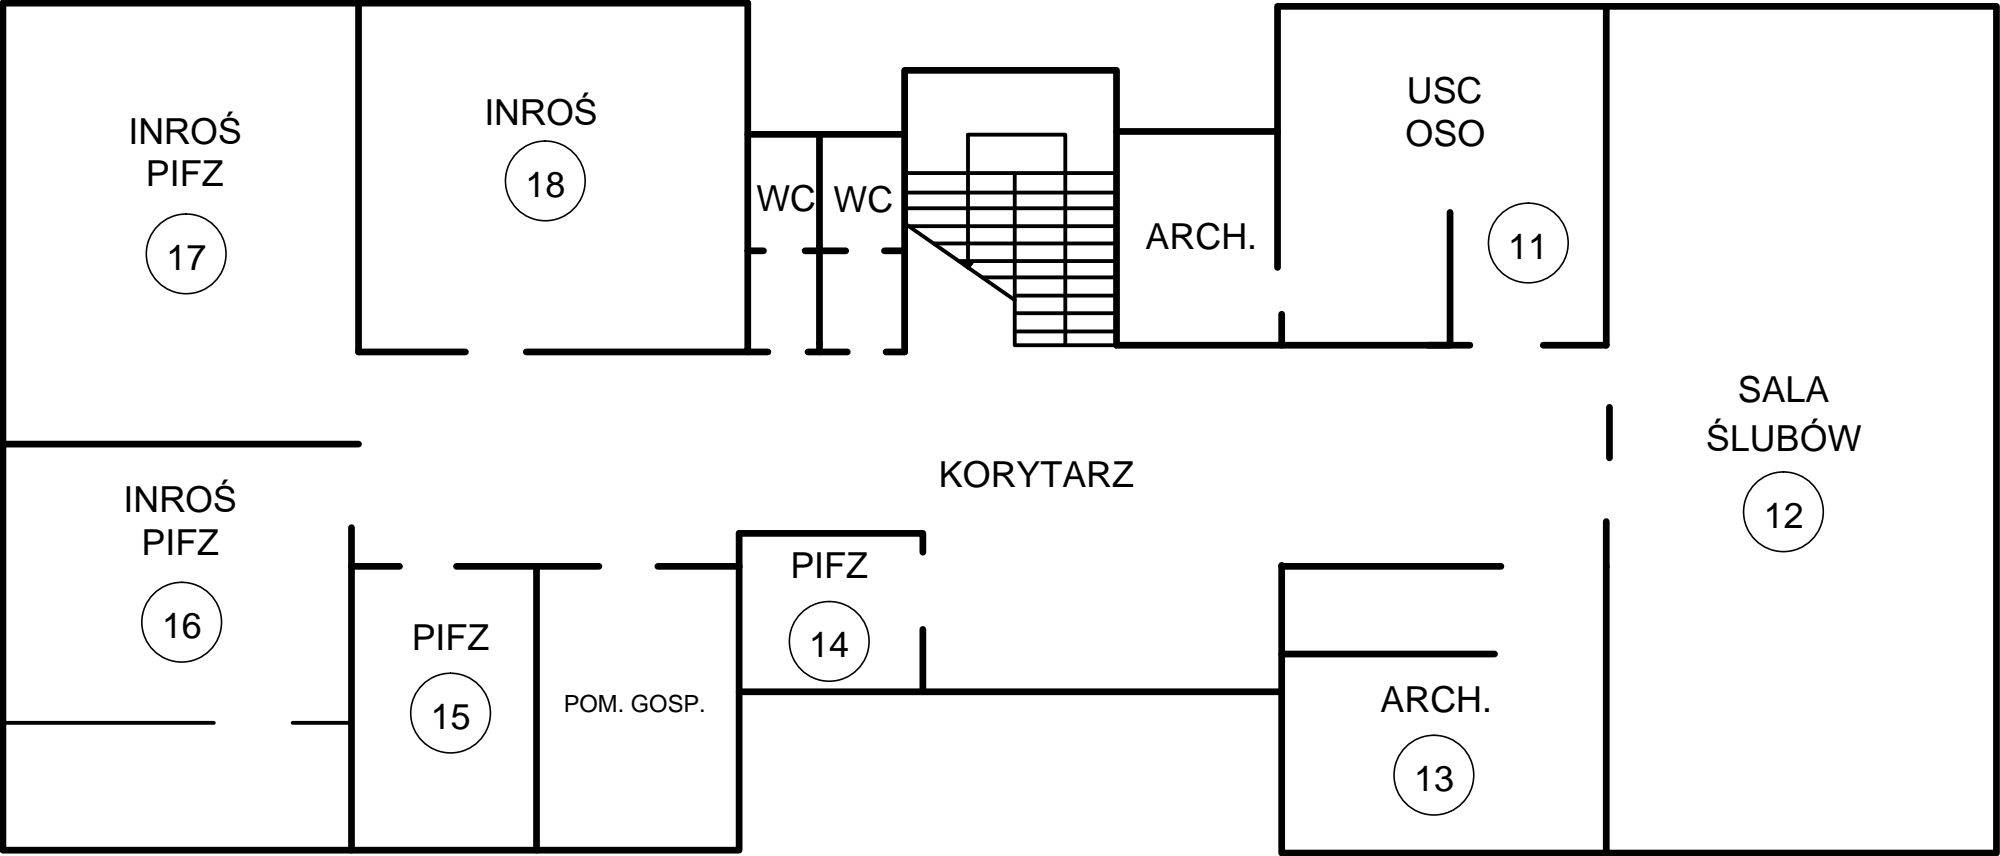 INROŚ
PIFZ
17
INROŚ
18
WC
WC
ARCH.
USC
OSO
11
SALA
ŚLUBÓW
12
KORYTARZ
INROŚ
PIFZ
16
PIFZ
15
POM. GOSP.
PIFZ
14
ARCH.
13